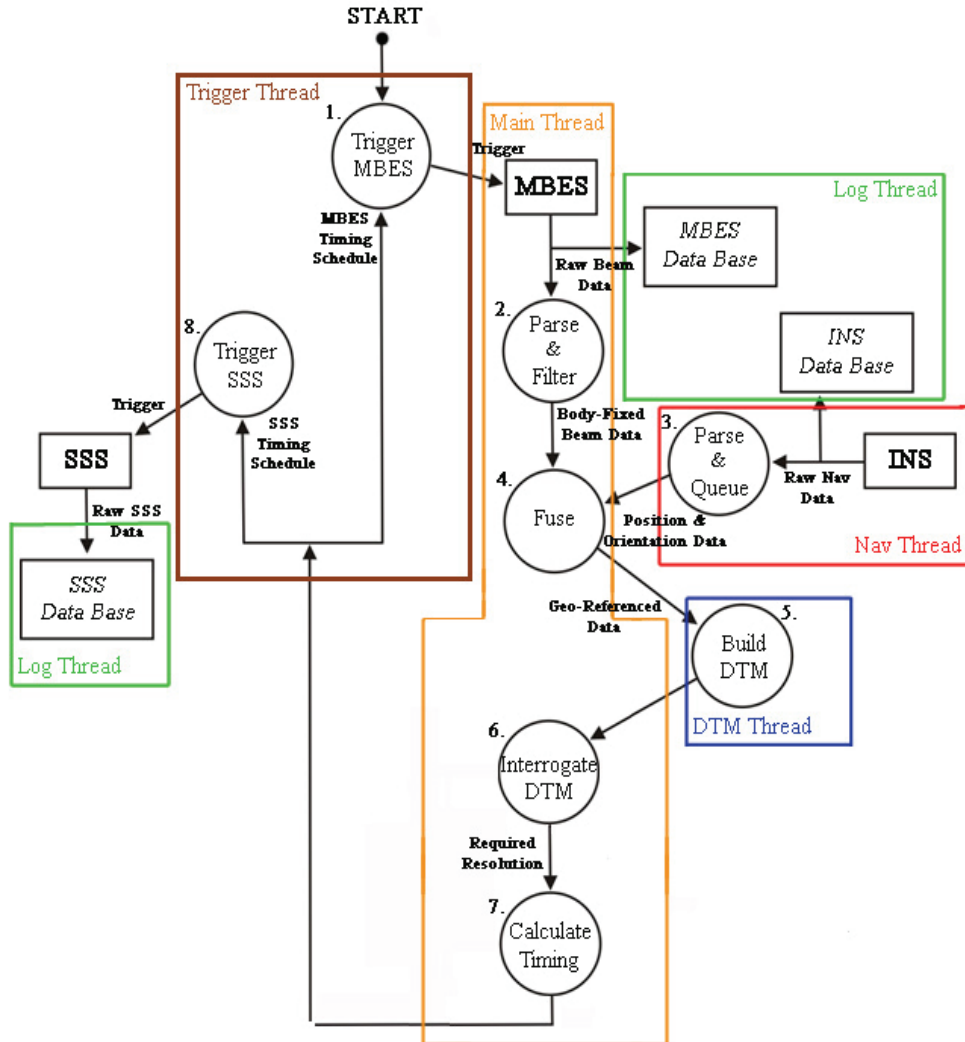 START
Trigger Thread
1.
Trigger
MBES
Main Thread
Trigger
MBES
Log Thread
MBES
Data Base
MBES
Timing
Schedule
Raw Beam
Data
2.
Parse
&
Filter
INS
Data Base
8.
Trigger
SSS
Trigger
SSS
Timing
Schedule
Body-Fixed
Beam Data
3.
Parse
&
Queue
INS
Raw Nav
Data
SSS
4.
Fuse
Position &
Orientation Data
Nav Thread
Raw SSS
Data
SSS
Data Base
Log Thread
Geo-Referenced
Data
5.
Build
DTM
DTM Thread
6.
Interrogate
DTM
Required
Resolution
7.
Calculate
Timing